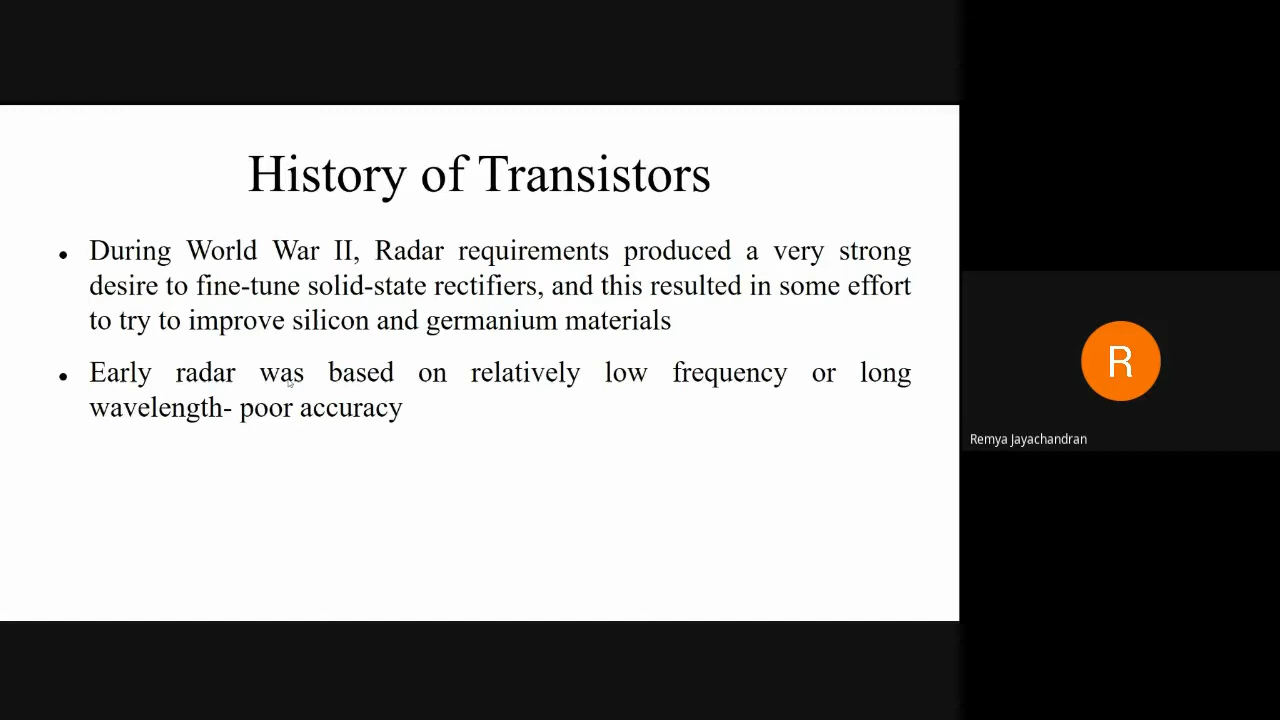 History of Transistors
• During World War II, Radar requirements produced a very strong
desire to fine-tune solid-state rectifiers, and this resulted in some effort
to try to improve silicon and germanium materials
• Early radar was based on relatively low frequency or long
wavelength- poor accuracy
R
Remya Jayachandran